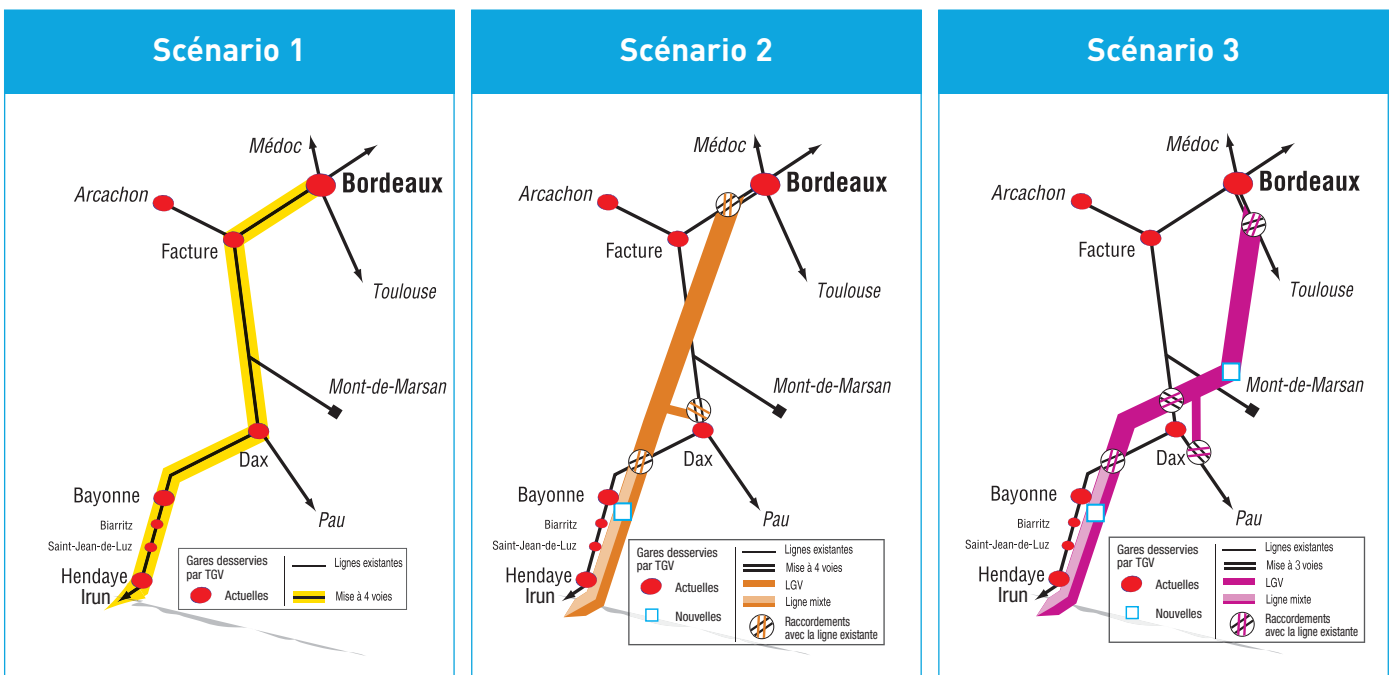 Scénario 1
Médoc
Bordeaux
Arcachon
Facture
Toulouse
Mont-de-Marsan
Dax
Bayonne
Pau
Biarritz
Saint-Jean-de-Luz
Hendaye
Irun
Gares desservies
par TGV
Actuelles
Lignes existantes
Mise à 4 voies
Scénario 2
Médoc
Bordeaux
Arcachon
Facture
Toulouse
Mont-de-Marsan
Dax
Bayonne
Pau
Biarritz
Saint-Jean-de-Luz
Hendaye
Irun
Gares desservies
par TGV
Actuelles
Nouvelles
Lignes existantes
Mise à 4 voies
LGV
Ligne mixte
Raccordements
avec la ligne existante
Scénario 3
Médoc
Bordeaux
Arcachon
Facture
Toulouse
Mont-de-Marsan
Dax
Bayonne
Pau
Biarritz
Saint-Jean-de-Luz
Hendaye
Irun
Gares desservies
par TGV
Actuelles
Nouvelles
Lignes existantes
Mise à 3 voies
LGV
Ligne mixte
Raccordements
avec la ligne existante